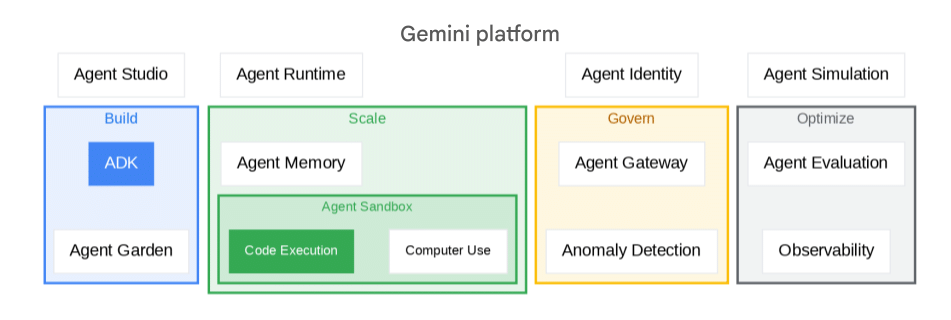 Gemini platform
Agent Studio
Agent Runtime
Agent Identity
Agent Simulation
Build
Scale
Govern
Optimize
ADK
Agent Memory
Agent Gateway
Agent Evaluation
Agent Sandbox
Agent Garden
Code Execution
Computer Use
Anomaly Detection
Observability